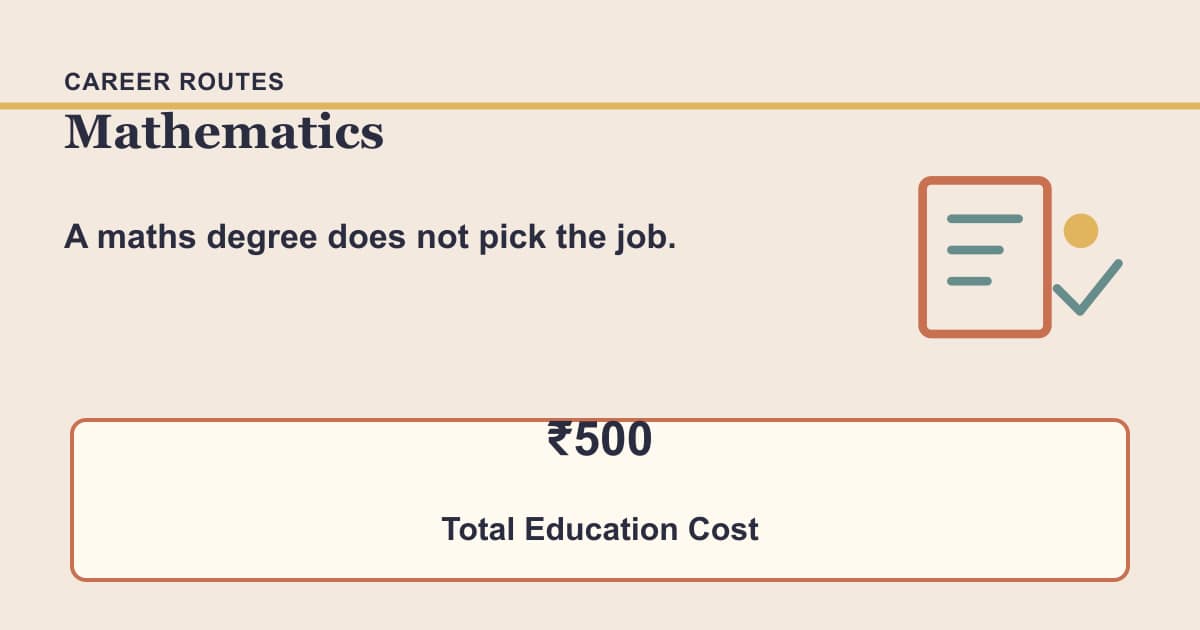 CAREER ROUTES
Mathematics
A maths degree does not pick the job.
₹500
Total Education Cost